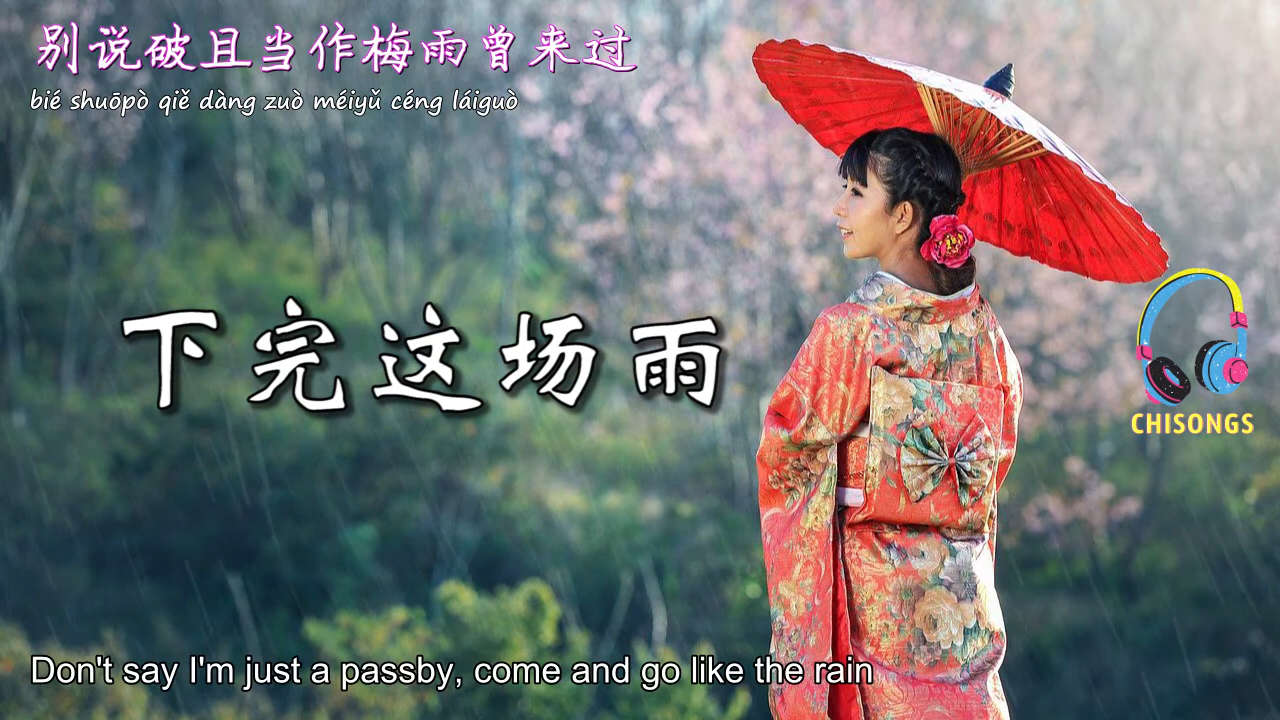 别说破且当作梅雨曾来过
bié shuōpò qiě dàng zuò méiyǔ céng láiguò
下完这场雨
CHISONGS
Don't say I'm just a passby, come and go like the rain